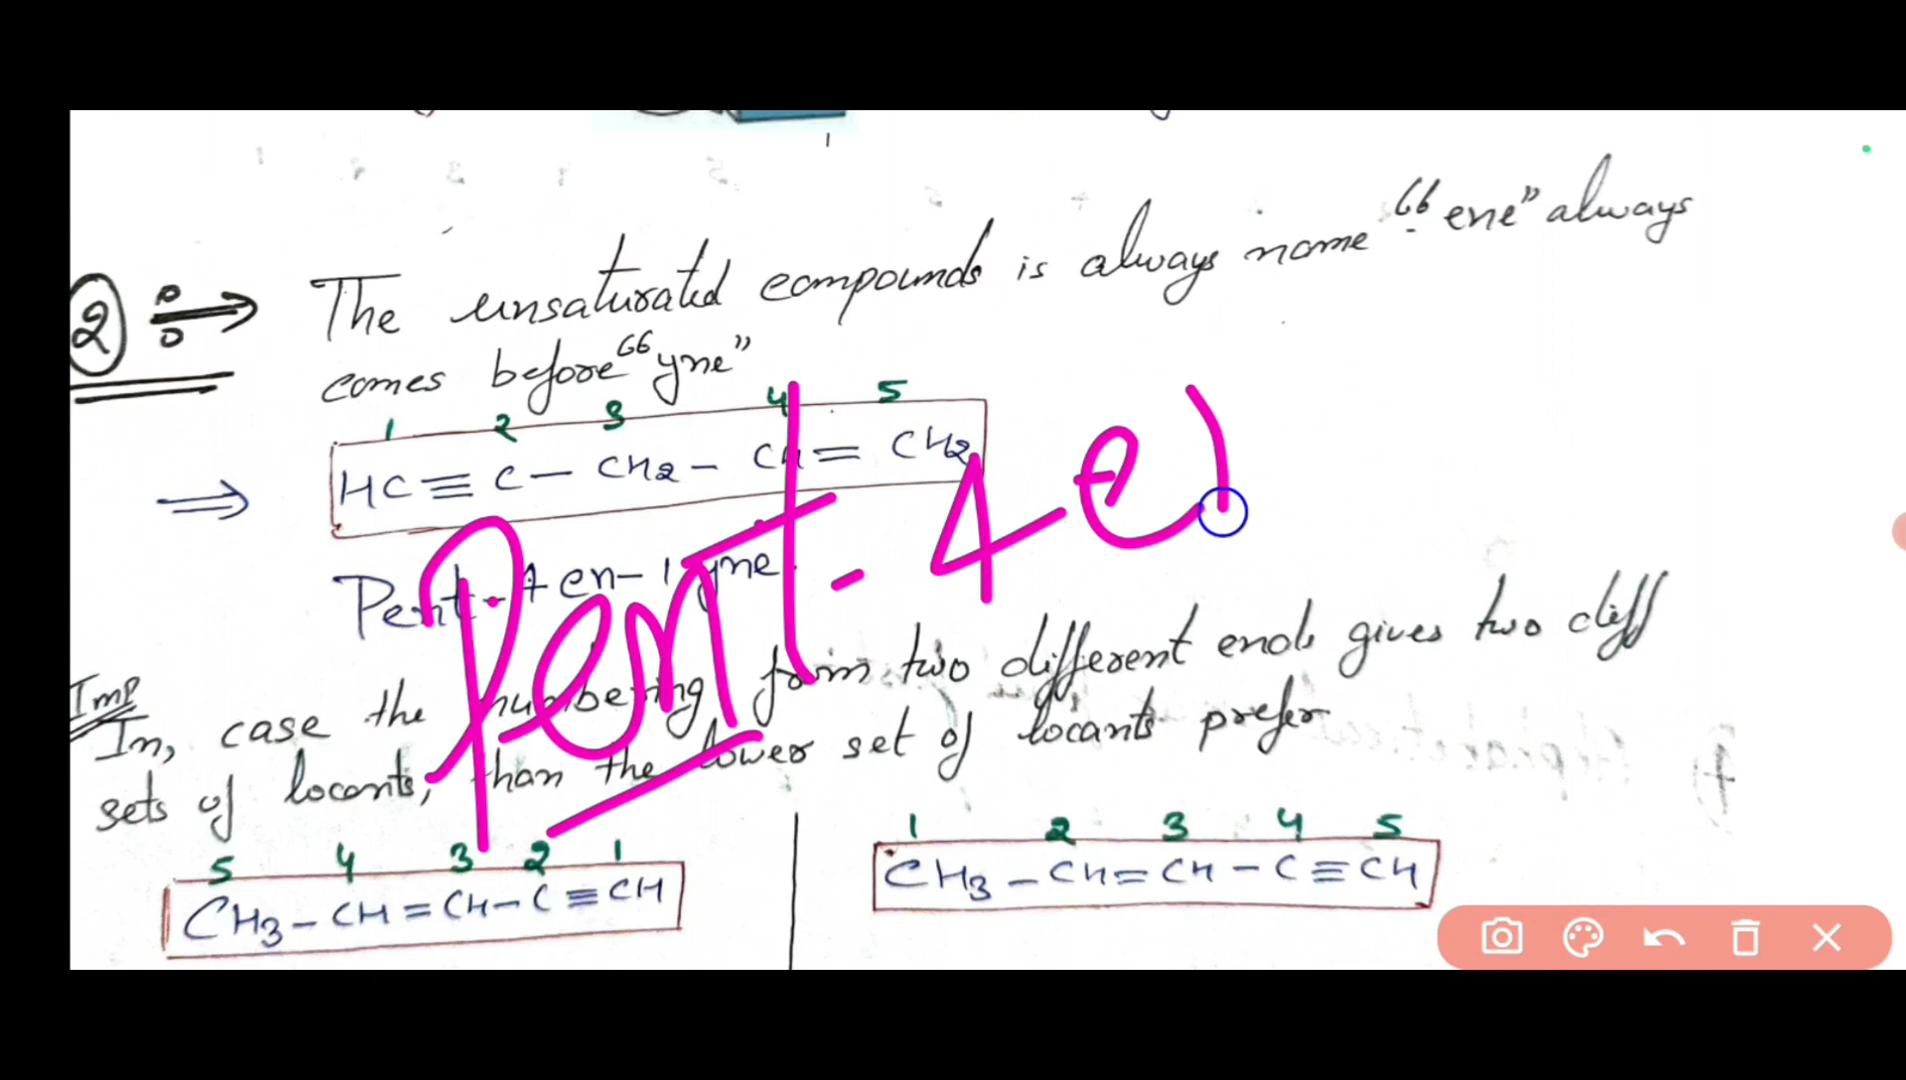 ② ⇒ The unsaturated compounds is always name "ene" always
comes before "yne"
1 2 3 4 5
⇒ HC ≡ C - CH2 - CH = CH2
Pent-4 en-1 yne
Pent-4e
Imp
In, case the numbering from two different ends gives two diff
sets of locants, than the lower set of locants prefer
5 4 3 2 1
CH3 - CH = CH - C ≡ CH
1 2 3 4 5
CH3 - CH = CH - C ≡ CH